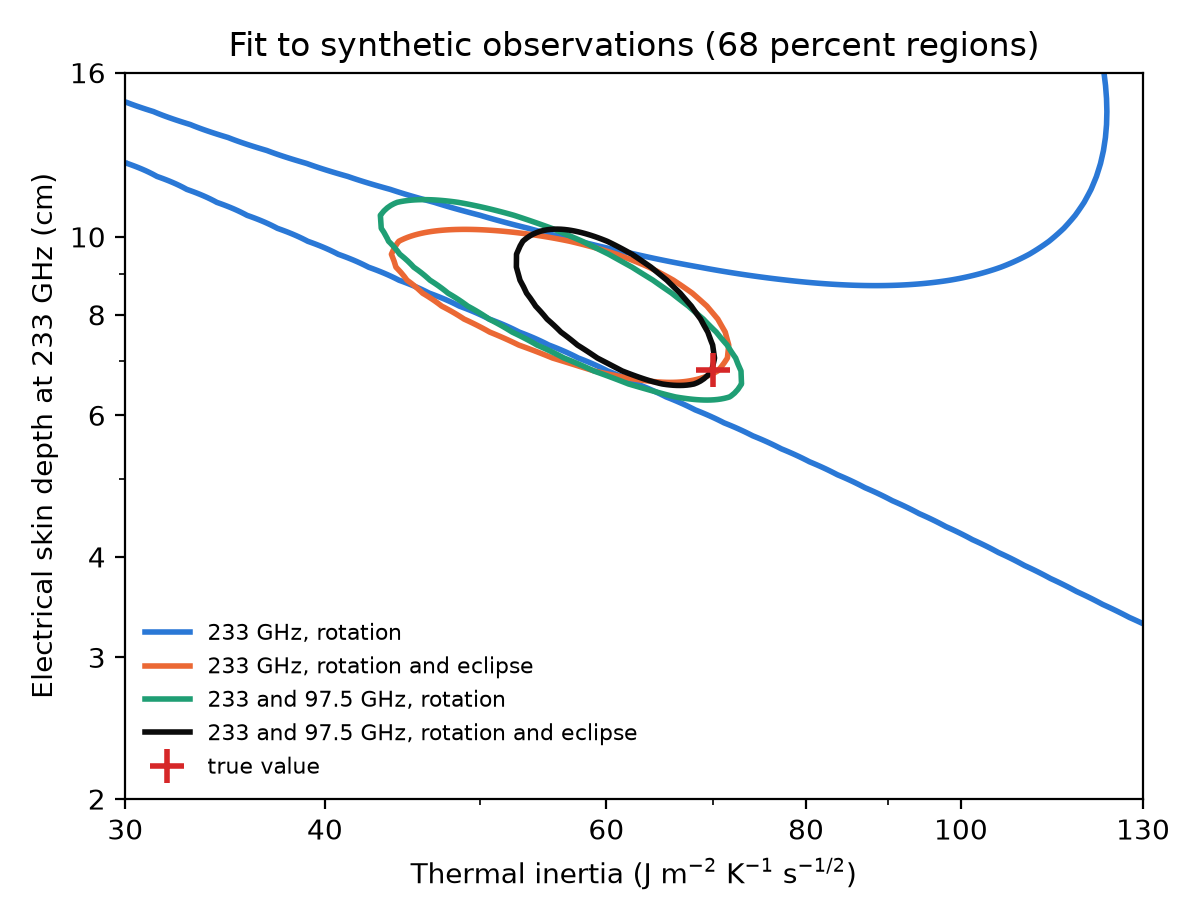 Fit to synthetic observations (68 percent regions)
Electrical skin depth at 233 GHz (cm)
16
10
8
6
4
3
2
233 GHz, rotation
233 GHz, rotation and eclipse
233 and 97.5 GHz, rotation
233 and 97.5 GHz, rotation and eclipse
true value
30 40 60 80 100 130
Thermal inertia (J m⁻² K⁻¹ s⁻¹/²)